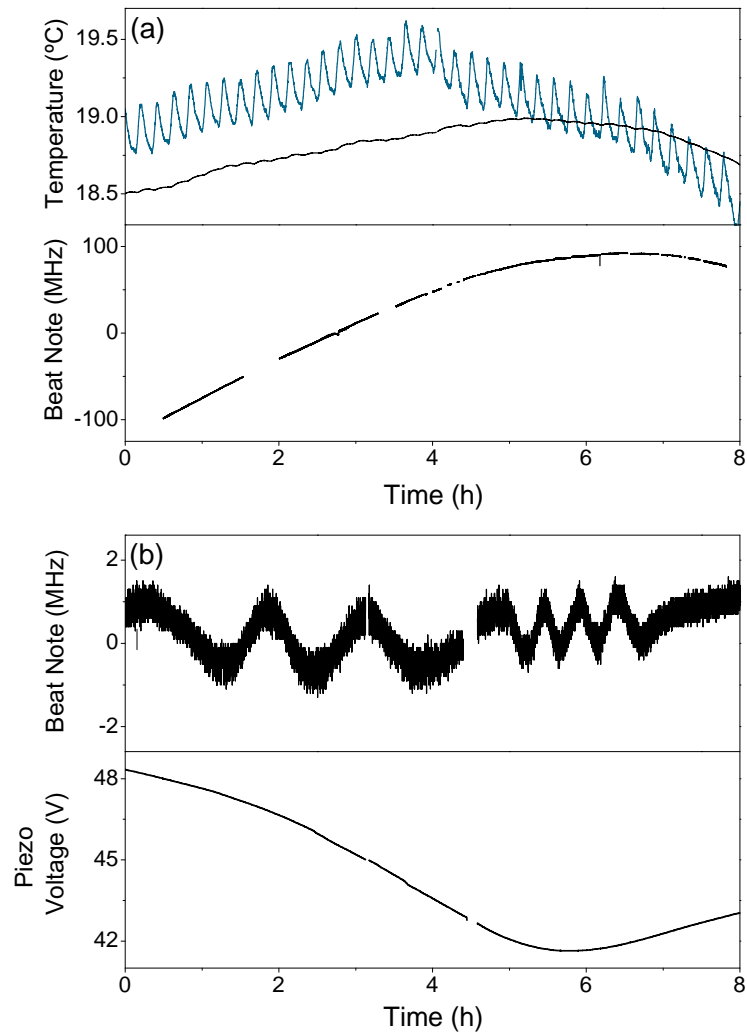 (a)
Temperature (°C)
19.5
19.0
18.5
Beat Note (MHz)
100
0
-100
0 2 4 6 8
Time (h)
(b)
Beat Note (MHz)
2
0
-2
Piezo
Voltage (V)
48
45
42
0 2 4 6 8
Time (h)